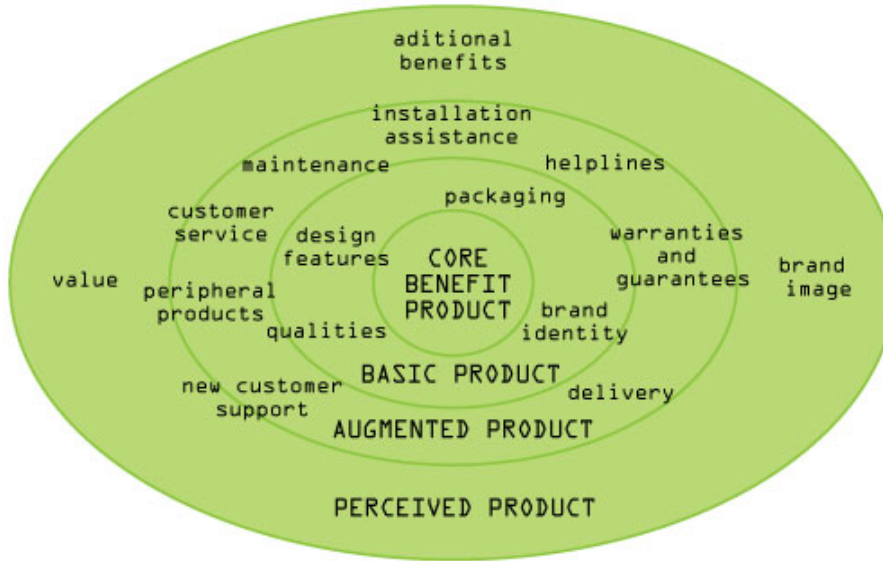 aditional
benefits
installation
assistance
maintenance
helplines
packaging
customer
service
design
features
warranties
and
guarantees
CORE
BENEFIT
PRODUCT
value
brand
image
peripheral
products
qualities
brand
identity
BASIC PRODUCT
new customer
support
delivery
AUGMENTED PRODUCT
PERCEIVED PRODUCT